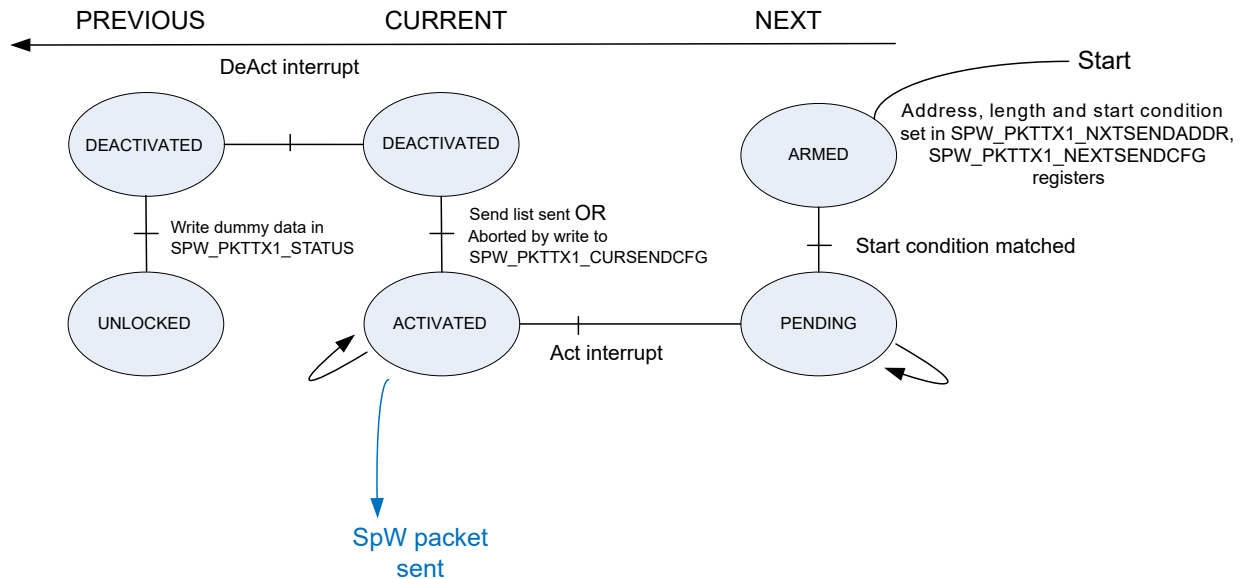 PREVIOUS
CURRENT
NEXT
DeAct interrupt
Start
Address, length and start condition
set in SPW_PKTTX1_NXTSENDADDR,
SPW_PKTTX1_NEXTSENDCFG
registers
DEACTIVATED
DEACTIVATED
ARMED
Write dummy data in
SPW_PKTTX1_STATUS
Send list sent OR
Aborted by write to
SPW_PKTTX1_CURSENDCFG
Start condition matched
UNLOCKED
ACTIVATED
PENDING
Act interrupt
SpW packet
sent